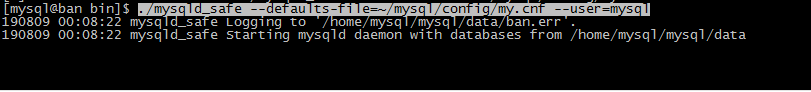 [mysql@ban bin]$ ./mysqld_safe --defaults-file=~/mysql/config/my.cnf --user=mysql
190809 00:08:22 mysqld_safe Logging to '/home/mysql/mysql/data/ban.err'.
190809 00:08:22 mysqld_safe Starting mysqld daemon with databases from /home/mysql/mysql/data